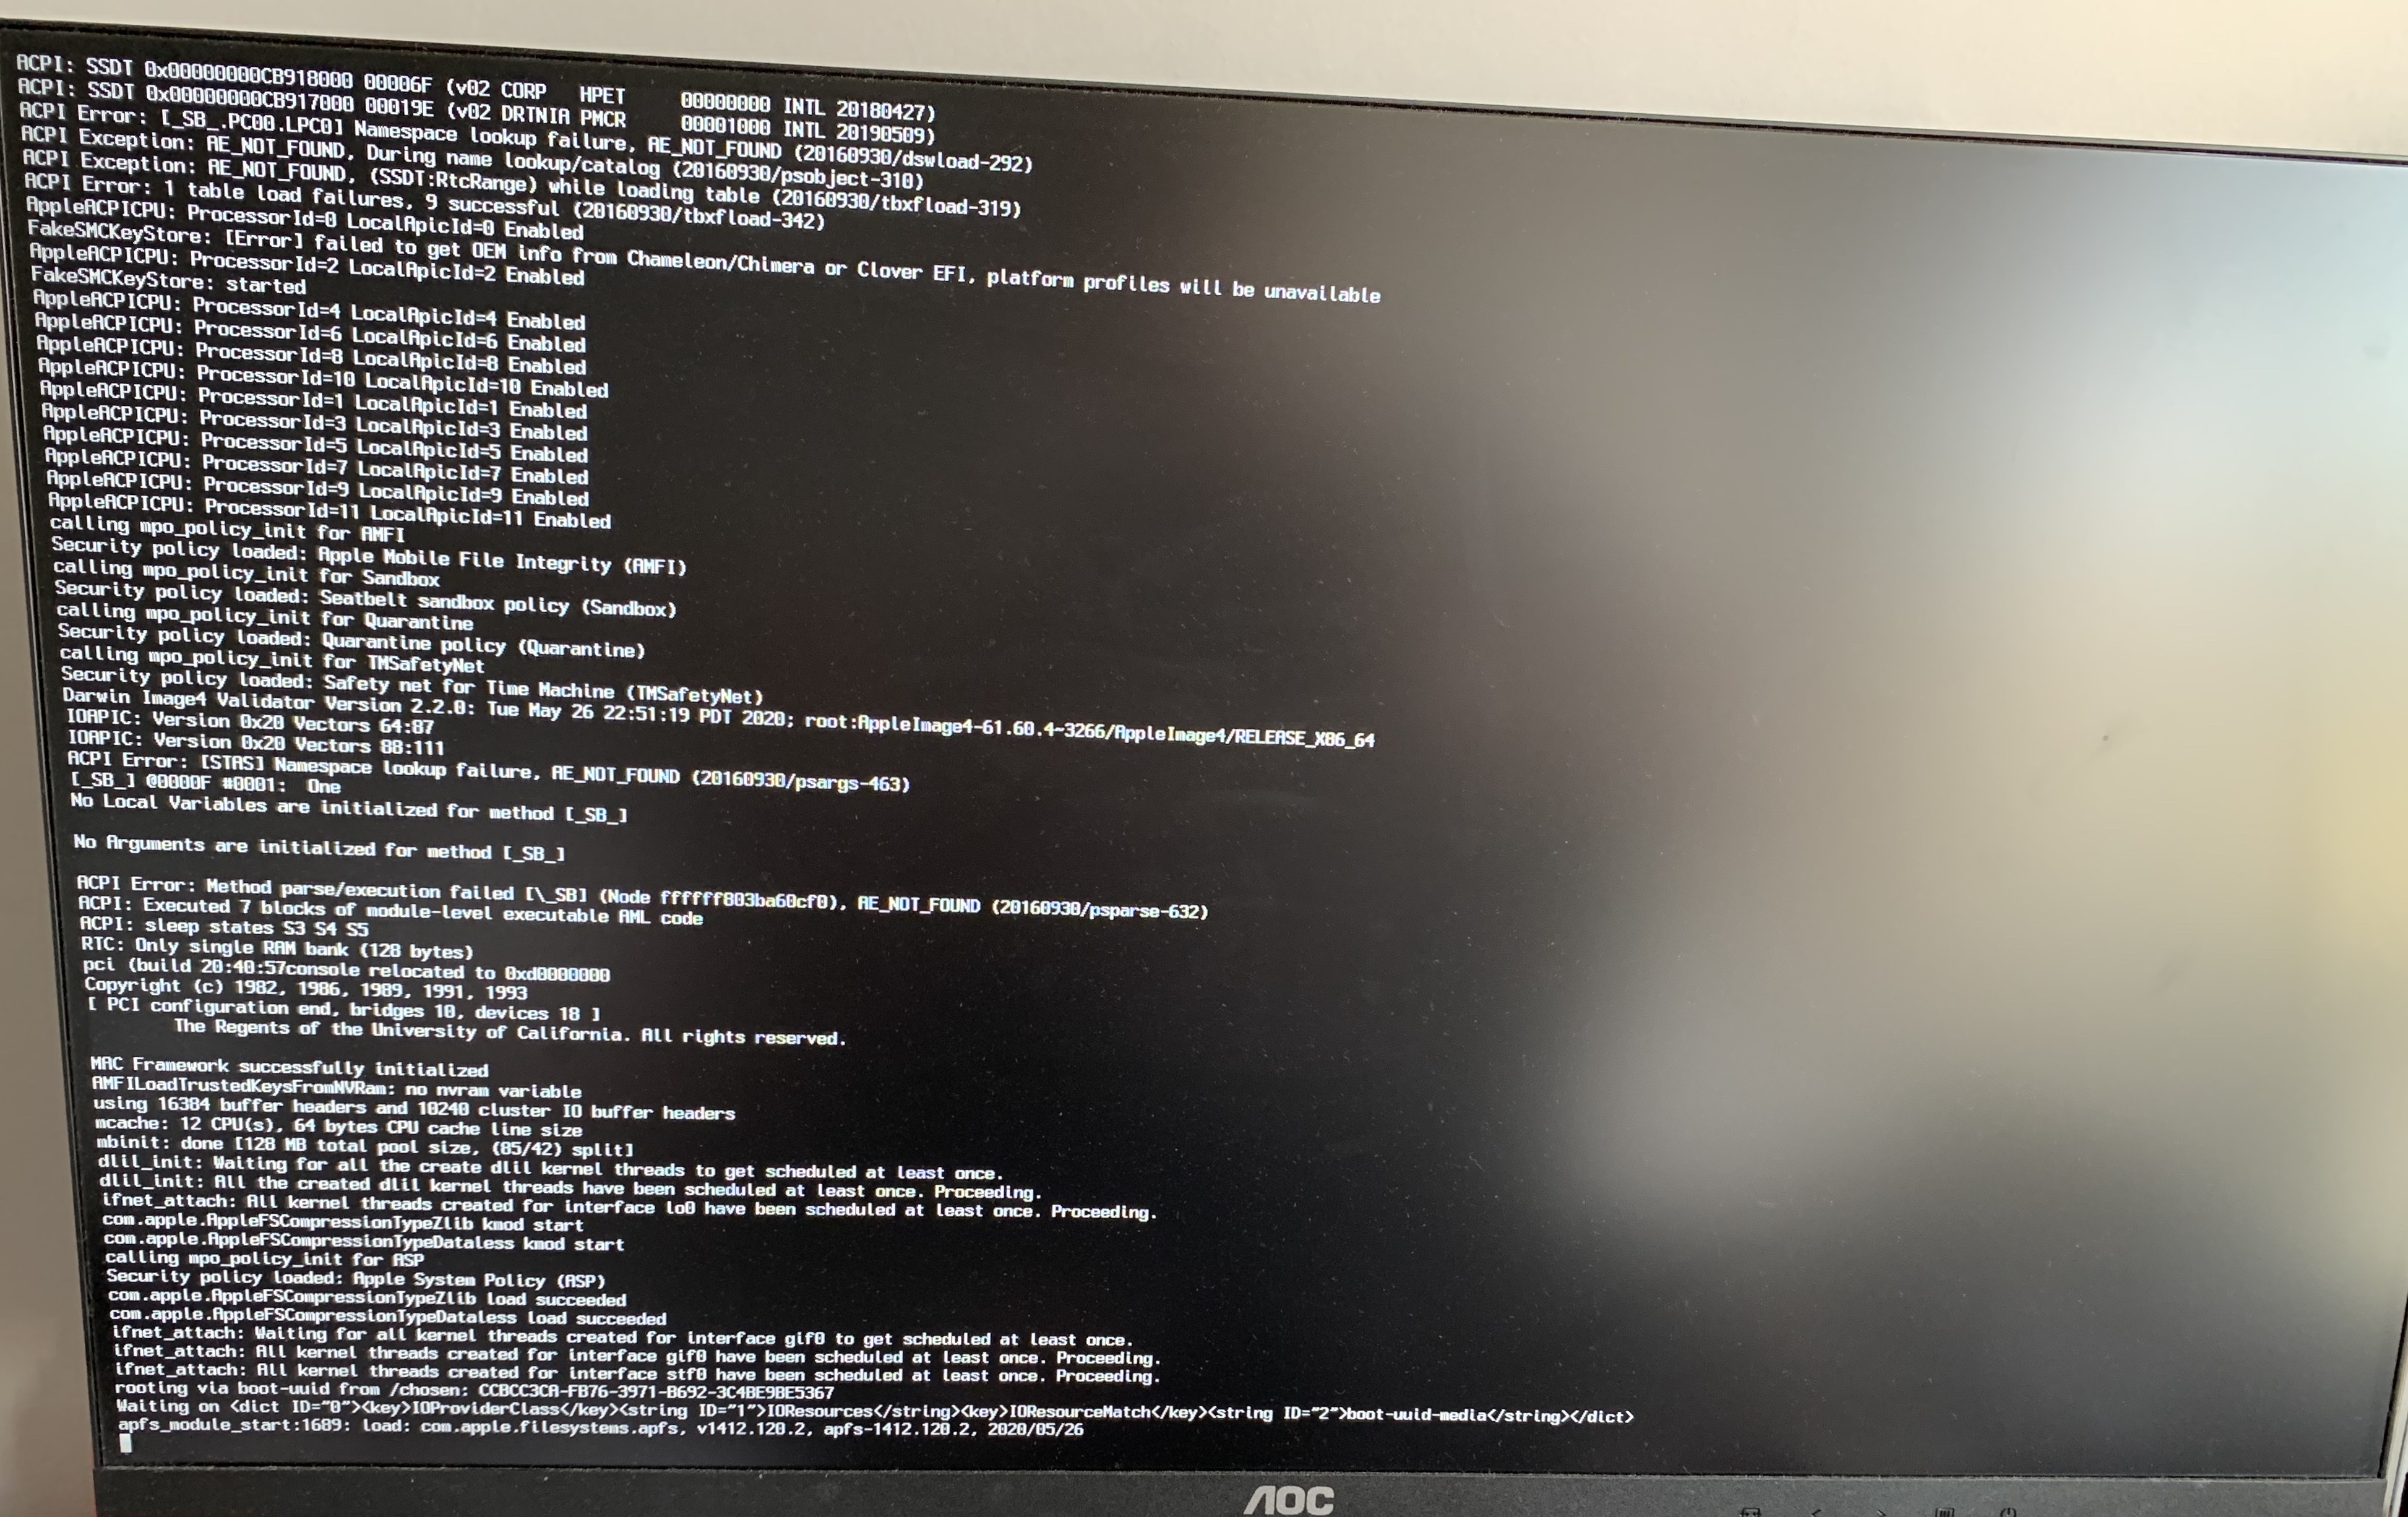 ACPI: SSDT 0x00000000CB918000 00006F (v02 CORP   HPET     00000000 INTL 20180427)
ACPI: SSDT 0x00000000CB917000 00019E (v02 DRTNIA PMCR     00001000 INTL 20190509)
ACPI Error: [_SB_.PC00.LPC0] Namespace lookup failure, AE_NOT_FOUND (20160930/dswload-292)
ACPI Exception: AE_NOT_FOUND, During name lookup/catalog (20160930/psobject-310)
ACPI Exception: AE_NOT_FOUND, (SSDT:RtcRange) while loading table (20160930/tbxfload-319)
ACPI Error: 1 table load failures, 9 successful (20160930/tbxfload-342)
AppleACPICPU: ProcessorId=0 LocalApicId=0 Enabled
FakeSMCKeyStore: [Error] failed to get OEM info from Chameleon/Chimera or Clover EFI, platform profiles will be unavailable
AppleACPICPU: ProcessorId=2 LocalApicId=2 Enabled
FakeSMCKeyStore: started
AppleACPICPU: ProcessorId=4 LocalApicId=4 Enabled
AppleACPICPU: ProcessorId=6 LocalApicId=6 Enabled
AppleACPICPU: ProcessorId=8 LocalApicId=8 Enabled
AppleACPICPU: ProcessorId=10 LocalApicId=10 Enabled
AppleACPICPU: ProcessorId=1 LocalApicId=1 Enabled
AppleACPICPU: ProcessorId=3 LocalApicId=3 Enabled
AppleACPICPU: ProcessorId=5 LocalApicId=5 Enabled
AppleACPICPU: ProcessorId=7 LocalApicId=7 Enabled
AppleACPICPU: ProcessorId=9 LocalApicId=9 Enabled
AppleACPICPU: ProcessorId=11 LocalApicId=11 Enabled
calling mpo_policy_init for AMFI
Security policy loaded: Apple Mobile File Integrity (AMFI)
calling mpo_policy_init for Sandbox
Security policy loaded: Seatbelt sandbox policy (Sandbox)
calling mpo_policy_init for Quarantine
Security policy loaded: Quarantine policy (Quarantine)
calling mpo_policy_init for TMSafetyNet
Security policy loaded: Safety net for Time Machine (TMSafetyNet)
Darwin Image4 Validator Version 2.2.0: Tue May 26 22:51:19 PDT 2020; root:AppleImage4-61.60.4~3266/AppleImage4/RELEASE_X86_64
IOAPIC: Version 0x20 Vectors 64:87
IOAPIC: Version 0x20 Vectors 88:111
ACPI Error: [STAS] Namespace lookup failure, AE_NOT_FOUND (20160930/psargs-463)
[_SB_] @0000F #0001:  One
No Local Variables are initialized for method [_SB_]
No Arguments are initialized for method [_SB_]
ACPI Error: Method parse/execution failed [\_SB] (Node ffffff803ba60cf0), AE_NOT_FOUND (20160930/psparse-632)
ACPI: Executed 7 blocks of module-level executable AML code
ACPI: sleep states S3 S4 S5
RTC: Only single RAM bank (128 bytes)
pci (build 20:40:57console relocated to 0xd0000000
Copyright (c) 1982, 1986, 1989, 1991, 1993
[ PCI configuration end, bridges 10, devices 18 ]
The Regents of the University of California. All rights reserved.
MAC Framework successfully initialized
AMFILoadTrustedKeysFromNVRam: no nvram variable
using 16384 buffer headers and 10240 cluster IO buffer headers
mcache: 12 CPU(s), 64 bytes CPU cache line size
mbinit: done [128 MB total pool size, (85/42) split]
dlil_init: Waiting for all the create dlil kernel threads to get scheduled at least once.
dlil_init: All the created dlil kernel threads have been scheduled at least once. Proceeding.
ifnet_attach: All kernel threads created for interface lo0 have been scheduled at least once. Proceeding.
com.apple.AppleFSCompressionTypeZlib kmod start
com.apple.AppleFSCompressionTypeDataless kmod start
calling mpo_policy_init for ASP
Security policy loaded: Apple System Policy (ASP)
com.apple.AppleFSCompressionTypeZlib load succeeded
com.apple.AppleFSCompressionTypeDataless load succeeded
ifnet_attach: Waiting for all kernel threads created for interface gif0 to get scheduled at least once.
ifnet_attach: All kernel threads created for interface gif0 have been scheduled at least once. Proceeding.
ifnet_attach: All kernel threads created for interface stf0 have been scheduled at least once. Proceeding.
rooting via boot-uuid from /chosen: CCBCC3CA-FB76-3971-B692-3C4BE9BE5367
Waiting on <dict ID="0"><key>IOProviderClass</key><string ID="1">IOResources</string><key>IOResourceMatch</key><string ID="2">boot-uuid-media</string></dict>
apfs_module_start:1689: load: com.apple.filesystems.apfs, v1412.120.2, apfs-1412.120.2, 2020/05/26
AOC